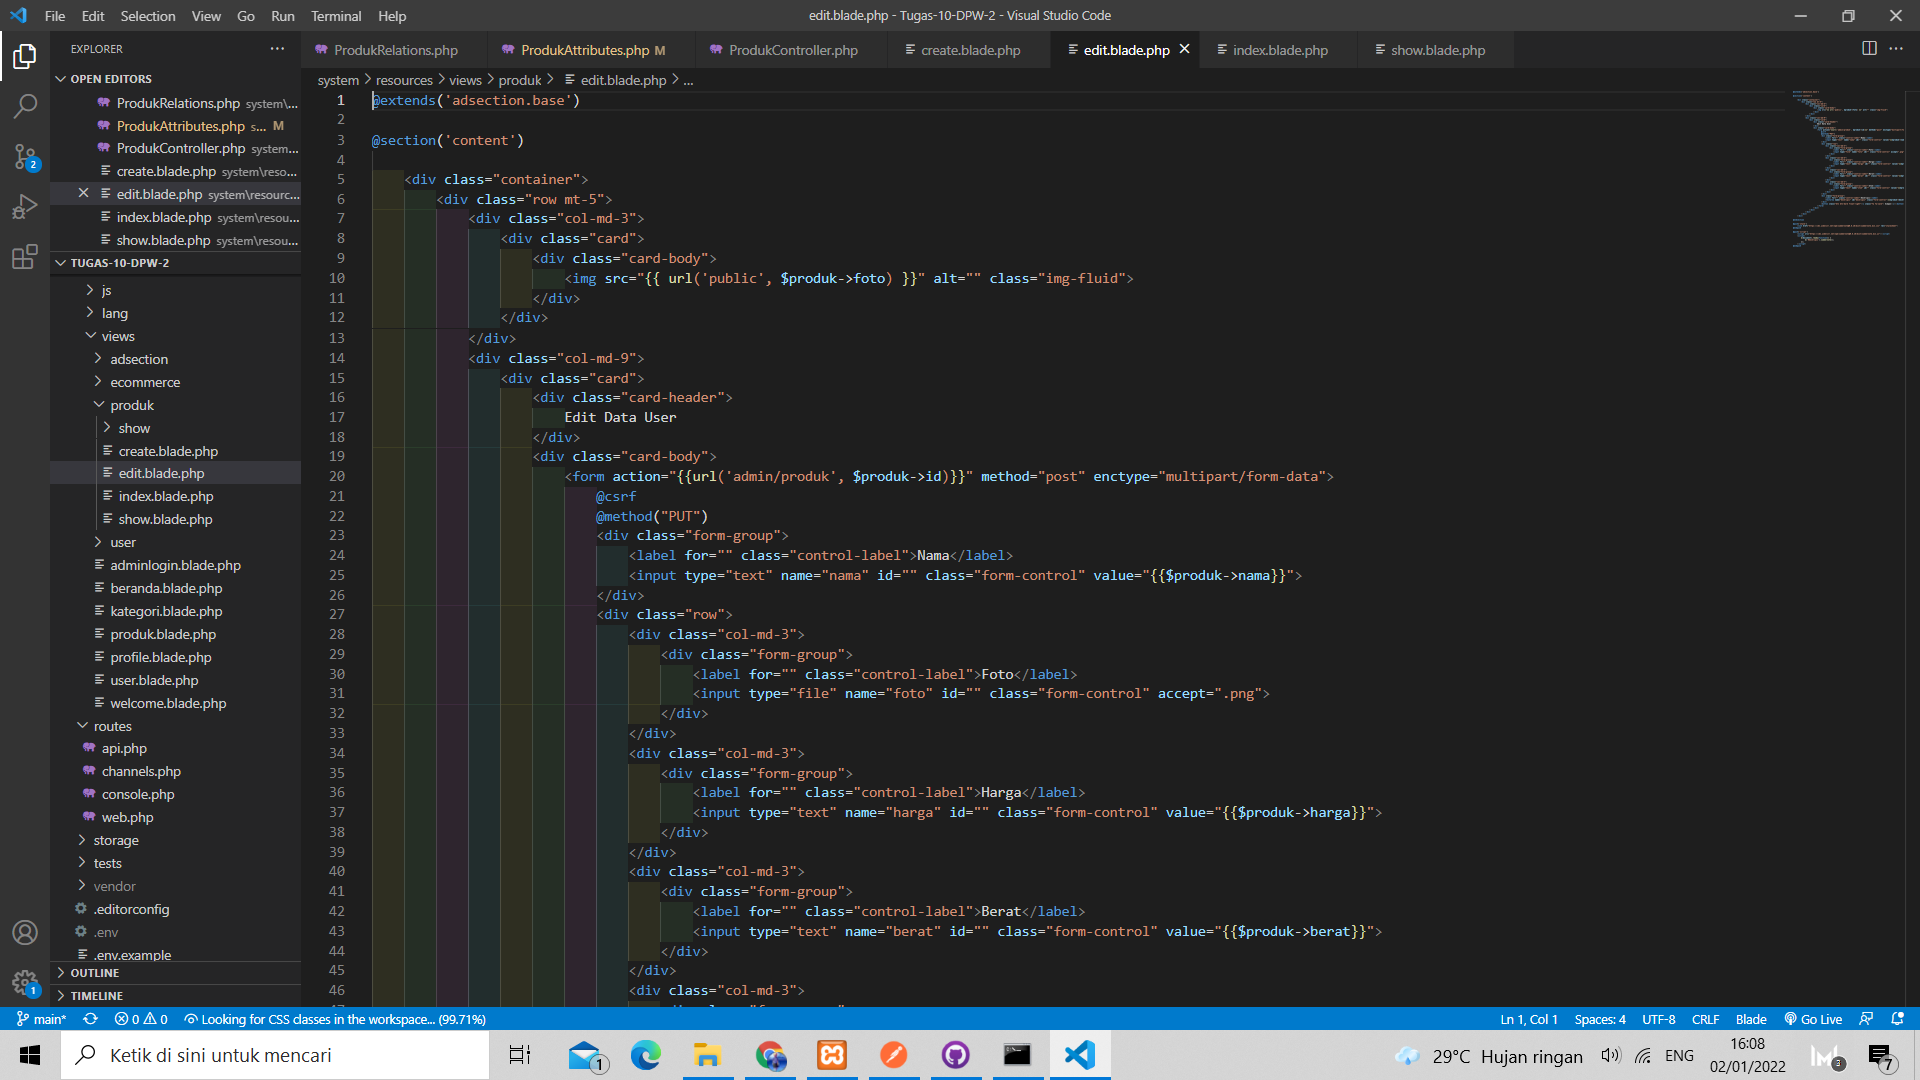 File Edit Selection View Go Run Terminal Help
edit.blade.php - Tugas-10-DPW-2 - Visual Studio Code
EXPLORER
OPEN EDITORS
ProdukRelations.php system\...
ProdukAttributes.php s... M
ProdukController.php system...
create.blade.php system\reso...
edit.blade.php system\resourc...
index.blade.php system\resou...
show.blade.php system\resou...
TUGAS-10-DPW-2
js
lang
views
adsection
ecommerce
produk
show
create.blade.php
edit.blade.php
index.blade.php
show.blade.php
user
adminlogin.blade.php
beranda.blade.php
kategori.blade.php
produk.blade.php
profile.blade.php
user.blade.php
welcome.blade.php
routes
api.php
channels.php
console.php
web.php
storage
tests
vendor
.editorconfig
.env
.env.example
OUTLINE
TIMELINE
2
1
ProdukRelations.php
ProdukAttributes.php M
ProdukController.php
create.blade.php
edit.blade.php
index.blade.php
show.blade.php
system > resources > views > produk > edit.blade.php > ...
1 @extends('adsection.base')
2
3 @section('content')
4
5 <div class="container">
6 <div class="row mt-5">
7 <div class="col-md-3">
8 <div class="card">
9 <div class="card-body">
10 <img src="{{ url('public', $produk->foto) }}" alt="" class="img-fluid">
11 </div>
12 </div>
13 </div>
14 <div class="col-md-9">
15 <div class="card">
16 <div class="card-header">
17 Edit Data User
18 </div>
19 <div class="card-body">
20 <form action="{{url('admin/produk', $produk->id)}}" method="post" enctype="multipart/form-data">
21 @csrf
22 @method("PUT")
23 <div class="form-group">
24 <label for="" class="control-label">Nama</label>
25 <input type="text" name="nama" id="" class="form-control" value="{{$produk->nama}}">
26 </div>
27 <div class="row">
28 <div class="col-md-3">
29 <div class="form-group">
30 <label for="" class="control-label">Foto</label>
31 <input type="file" name="foto" id="" class="form-control" accept=".png">
32 </div>
33 </div>
34 <div class="col-md-3">
35 <div class="form-group">
36 <label for="" class="control-label">Harga</label>
37 <input type="text" name="harga" id="" class="form-control" value="{{$produk->harga}}">
38 </div>
39 </div>
40 <div class="col-md-3">
41 <div class="form-group">
42 <label for="" class="control-label">Berat</label>
43 <input type="text" name="berat" id="" class="form-control" value="{{$produk->berat}}">
44 </div>
45 </div>
46 <div class="col-md-3">
main* 0 0 Looking for CSS classes in the workspace... (99.71%)
Ln 1, Col 1 Spaces: 4 UTF-8 CRLF Blade Go Live
Ketik di sini untuk mencari
1
29°C Hujan ringan
ENG
16:08
02/01/2022
3
7